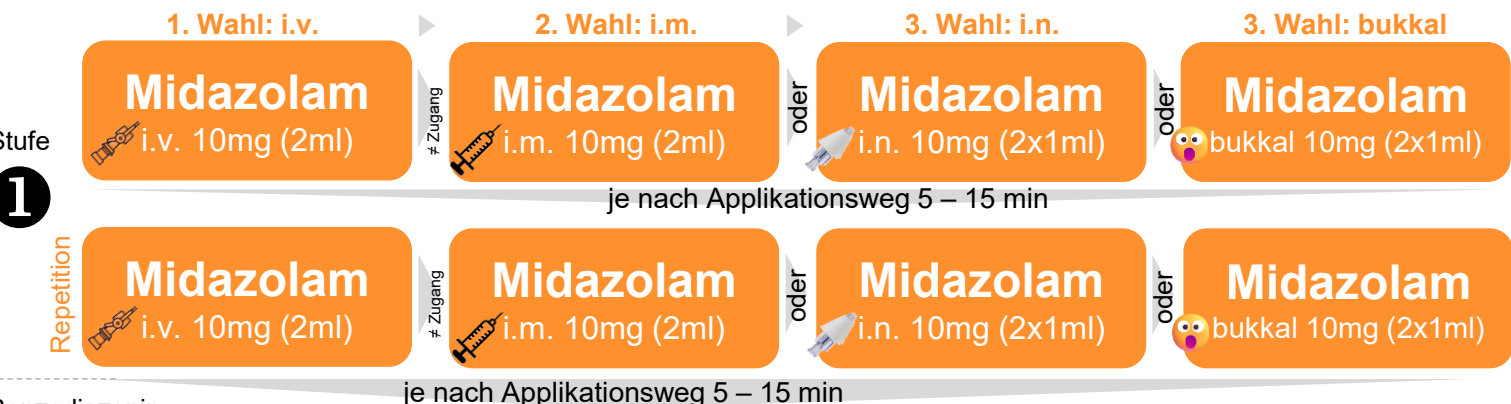 1. Wahl: i.v.
2. Wahl: i.m.
3. Wahl: i.n.
3. Wahl: bukkal
Stufe
1
Midazolam
i.v. 10mg (2ml)
≠ Zugang
Midazolam
i.m. 10mg (2ml)
oder
Midazolam
i.n. 10mg (2x1ml)
oder
Midazolam
bukkal 10mg (2x1ml)
je nach Applikationsweg 5 – 15 min
Repetition
Midazolam
i.v. 10mg (2ml)
≠ Zugang
Midazolam
i.m. 10mg (2ml)
oder
Midazolam
i.n. 10mg (2x1ml)
oder
Midazolam
bukkal 10mg (2x1ml)
je nach Applikationsweg 5 – 15 min